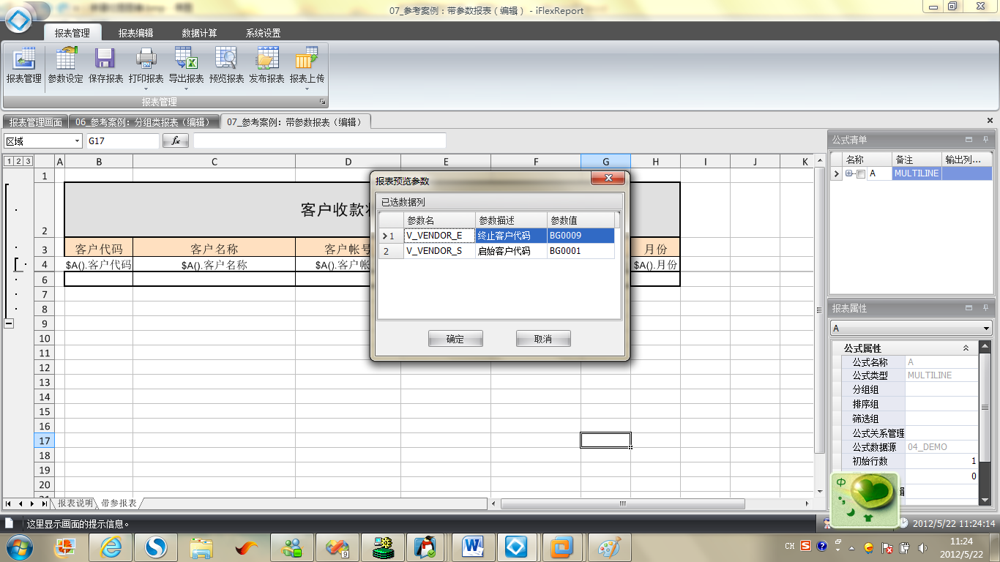 07_参考案例：带参数报表（编辑） - iFlexReport
报表管理 报表编辑 数据计算 系统设置
报表管理 参数设定 保存报表 打印报表 导出报表 预览报表 发布报表 报表上传
报表管理
报表管理画面 06_参考案例：分组类报表（编辑） 07_参考案例：带参数报表（编辑）
区域 G17 fx
公式清单
名称 备注 输出列...
A MULTILINE
1 2 3
A B C D E F G H I J K
1
2 客户收款
3 客户代码 客户名称 客户帐号 月份
4 $A().客户代码 $A().客户名称 $A().客户帐 $A().月份
6
7
8
9
10
11
12
13
14
15
16
17
18
19
20
21
报表预览参数
已选数据列
参数名 参数描述 参数值
1 V_VENDOR_E 终止客户代码 BG0009
2 V_VENDOR_S 启始客户代码 BG0001
确定 取消
报表属性
A
公式属性
公式名称 A
公式类型 MULTILINE
分组组
排序组
筛选组
公式关系管理
公式数据源 04_DEMO
初始行数 1
0
中
报表说明 带参报表
这里显示画面的提示信息。
2012/5/22 11:24:14
9
CH
11:24
2012/5/22